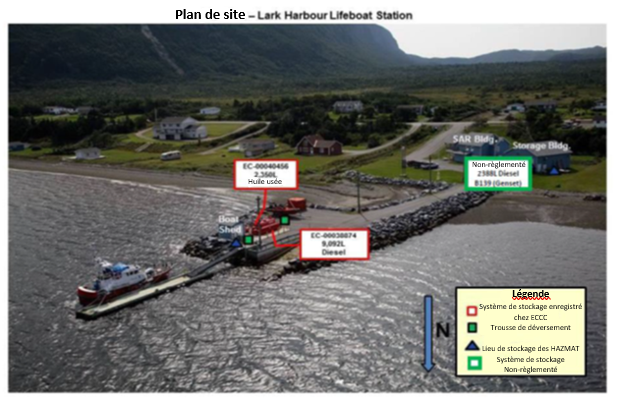 Plan de site – Lark Harbour Lifeboat Station
SAR Bldg.
Storage Bldg.
EC-00040456
2,358L
Huile usée
Non-règlementé
2388L Diesel
B139 (Genset)
Boat
Shed
EC-00038874
9,092L
Diesel
N
Légende
Système de stockage enregistré
chez ECCC
Trousse de déversement
Lieu de stockage des HAZMAT
Système de stockage
Non-règlementé